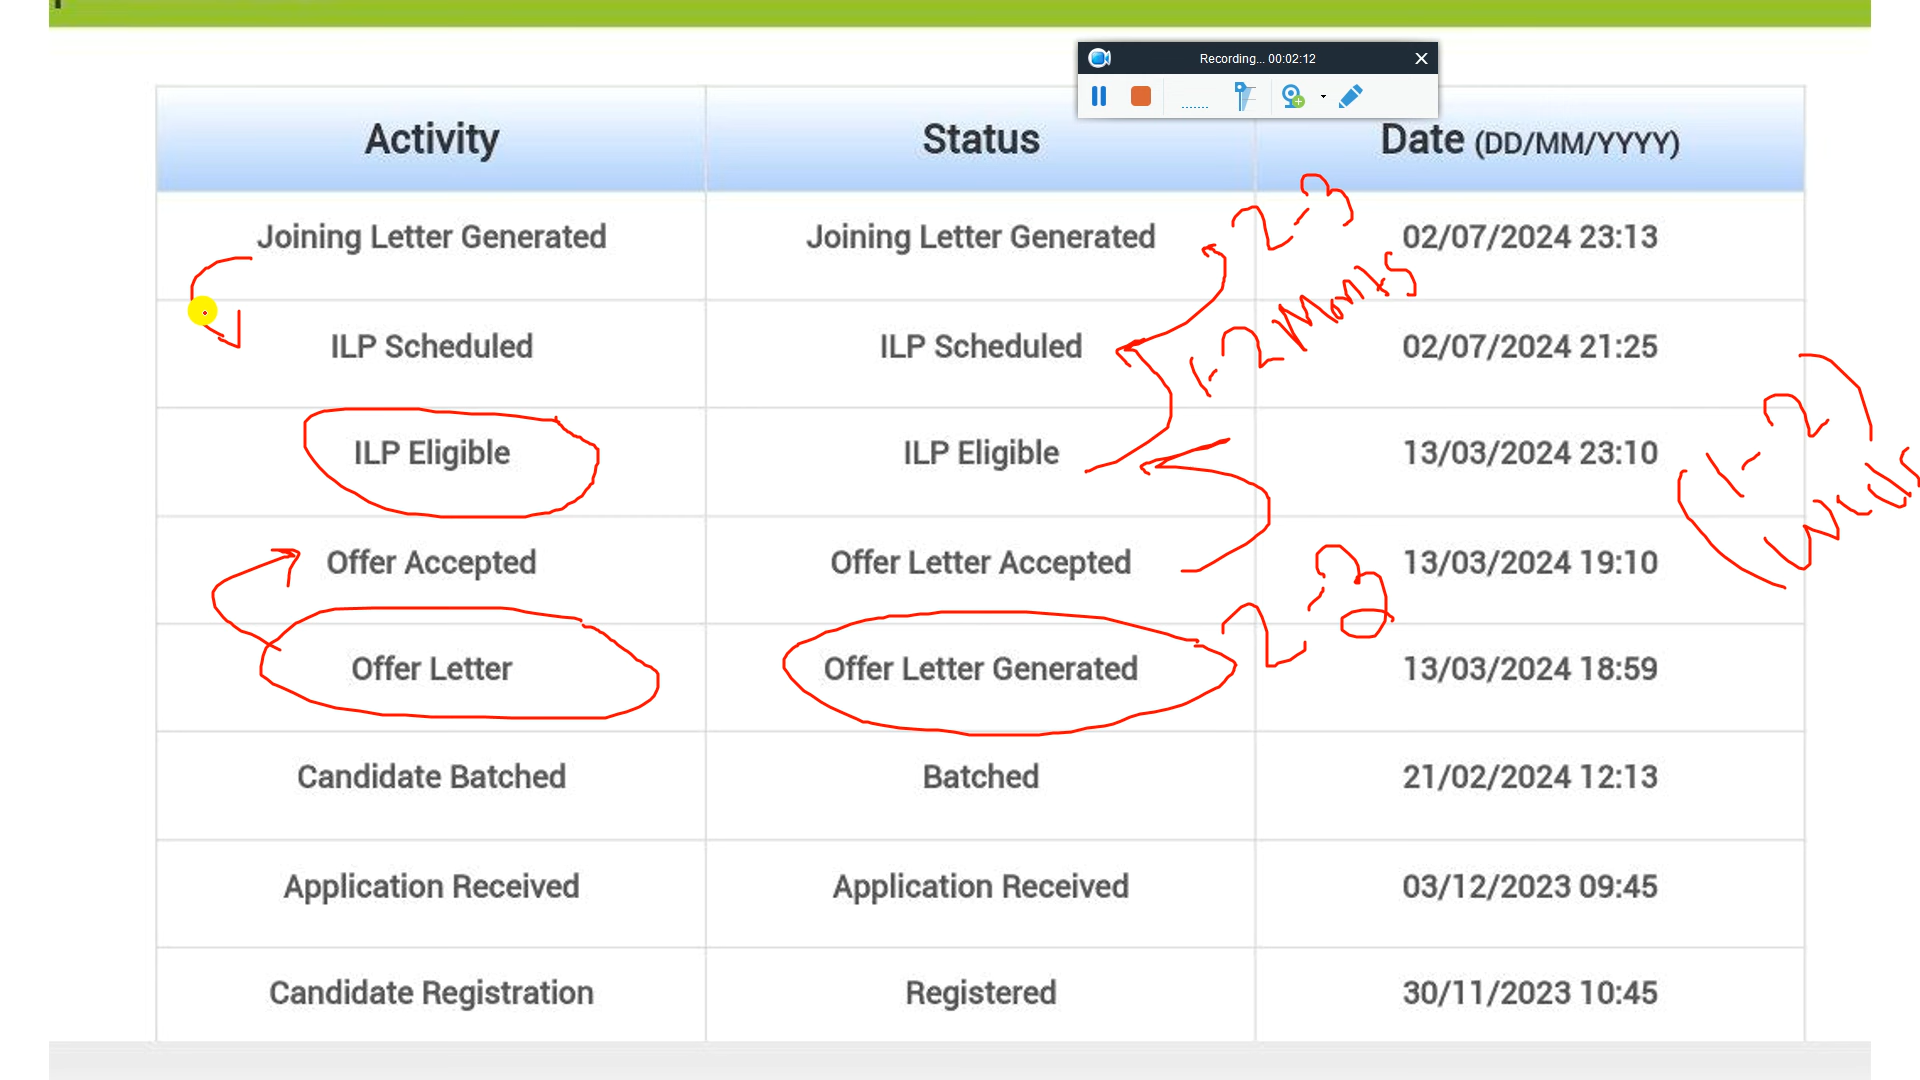 Recording... 00:02:12
Activity Status Date (DD/MM/YYYY)
Joining Letter Generated Joining Letter Generated 02/07/2024 23:13
2-3
ILP Scheduled ILP Scheduled 02/07/2024 21:25
1-2 Months
ILP Eligible ILP Eligible 13/03/2024 23:10
(1-2)
Offer Accepted Offer Letter Accepted 13/03/2024 19:10
2-3
Offer Letter Offer Letter Generated 13/03/2024 18:59
Candidate Batched Batched 21/02/2024 12:13
Application Received Application Received 03/12/2023 09:45
Candidate Registration Registered 30/11/2023 10:45